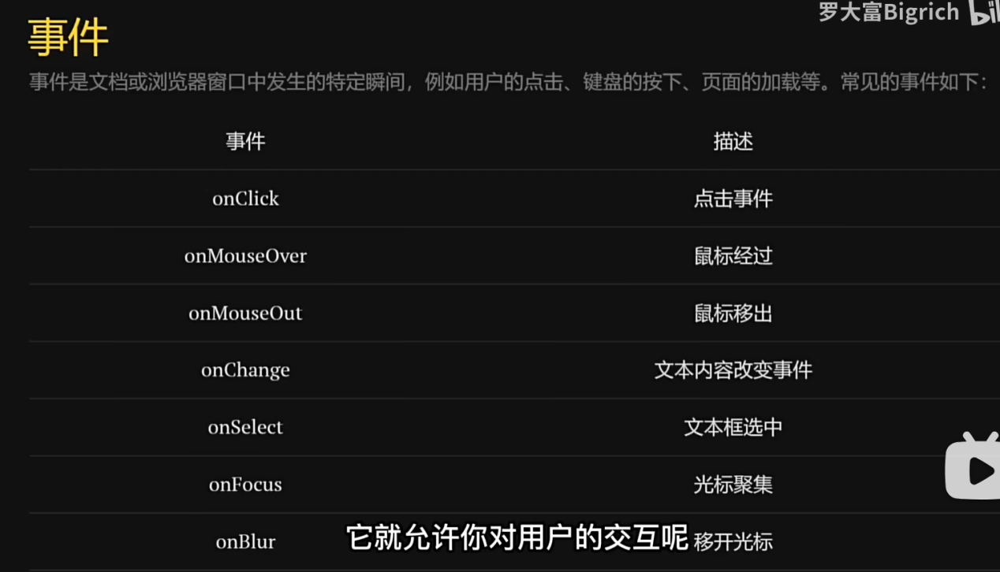 罗大富Bigrich bil
事件
事件是文档或浏览器窗口中发生的特定瞬间，例如用户的点击、键盘的按下、页面的加载等。常见的事件如下：
事件 描述
onClick 点击事件
onMouseOver 鼠标经过
onMouseOut 鼠标移出
onChange 文本内容改变事件
onSelect 文本框选中
onFocus 光标聚集
onBlur 移开光标
它就允许你对用户的交互呢